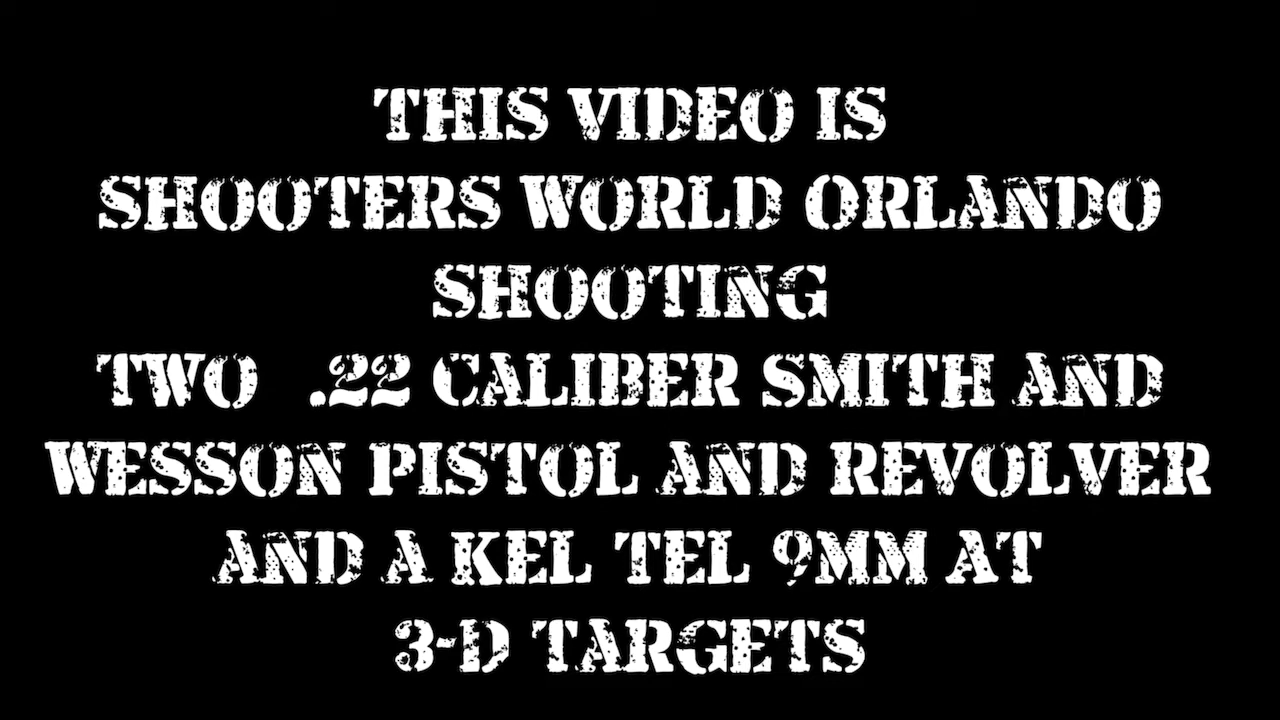 THIS VIDEO IS
SHOOTERS WORLD ORLANDO
SHOOTING
TWO .22 CALIBER SMITH AND
WESSON PISTOL AND REVOLVER
AND A KEL TEL 9MM AT
3-D TARGETS